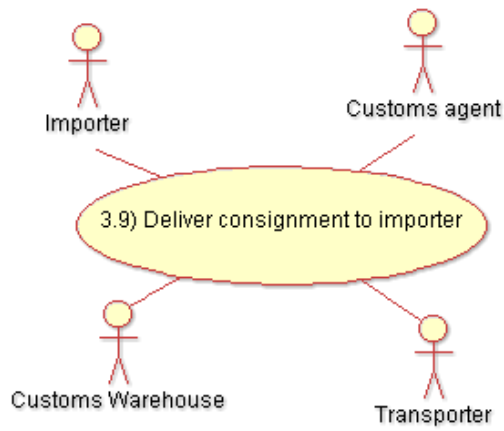 Importer
Customs agent
3.9) Deliver consignment to importer
Customs Warehouse
Transporter